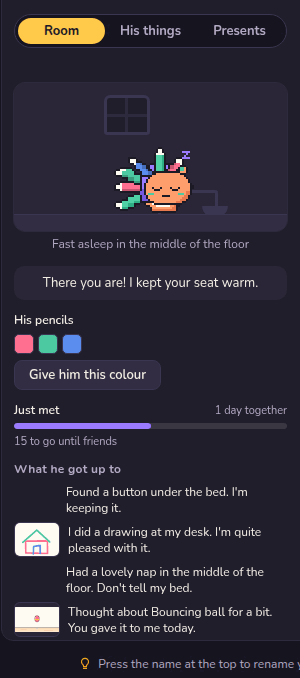 Room His things Presents
Z
Fast asleep in the middle of the floor
There you are! I kept your seat warm.
His pencils
Give him this colour
Just met 1 day together
15 to go until friends
What he got up to
Found a button under the bed. I'm
keeping it.
I did a drawing at my desk. I'm quite
pleased with it.
Had a lovely nap in the middle of the
floor. Don't tell my bed.
Thought about Bouncing ball for a bit.
You gave it to me today.
Press the name at the top to rename